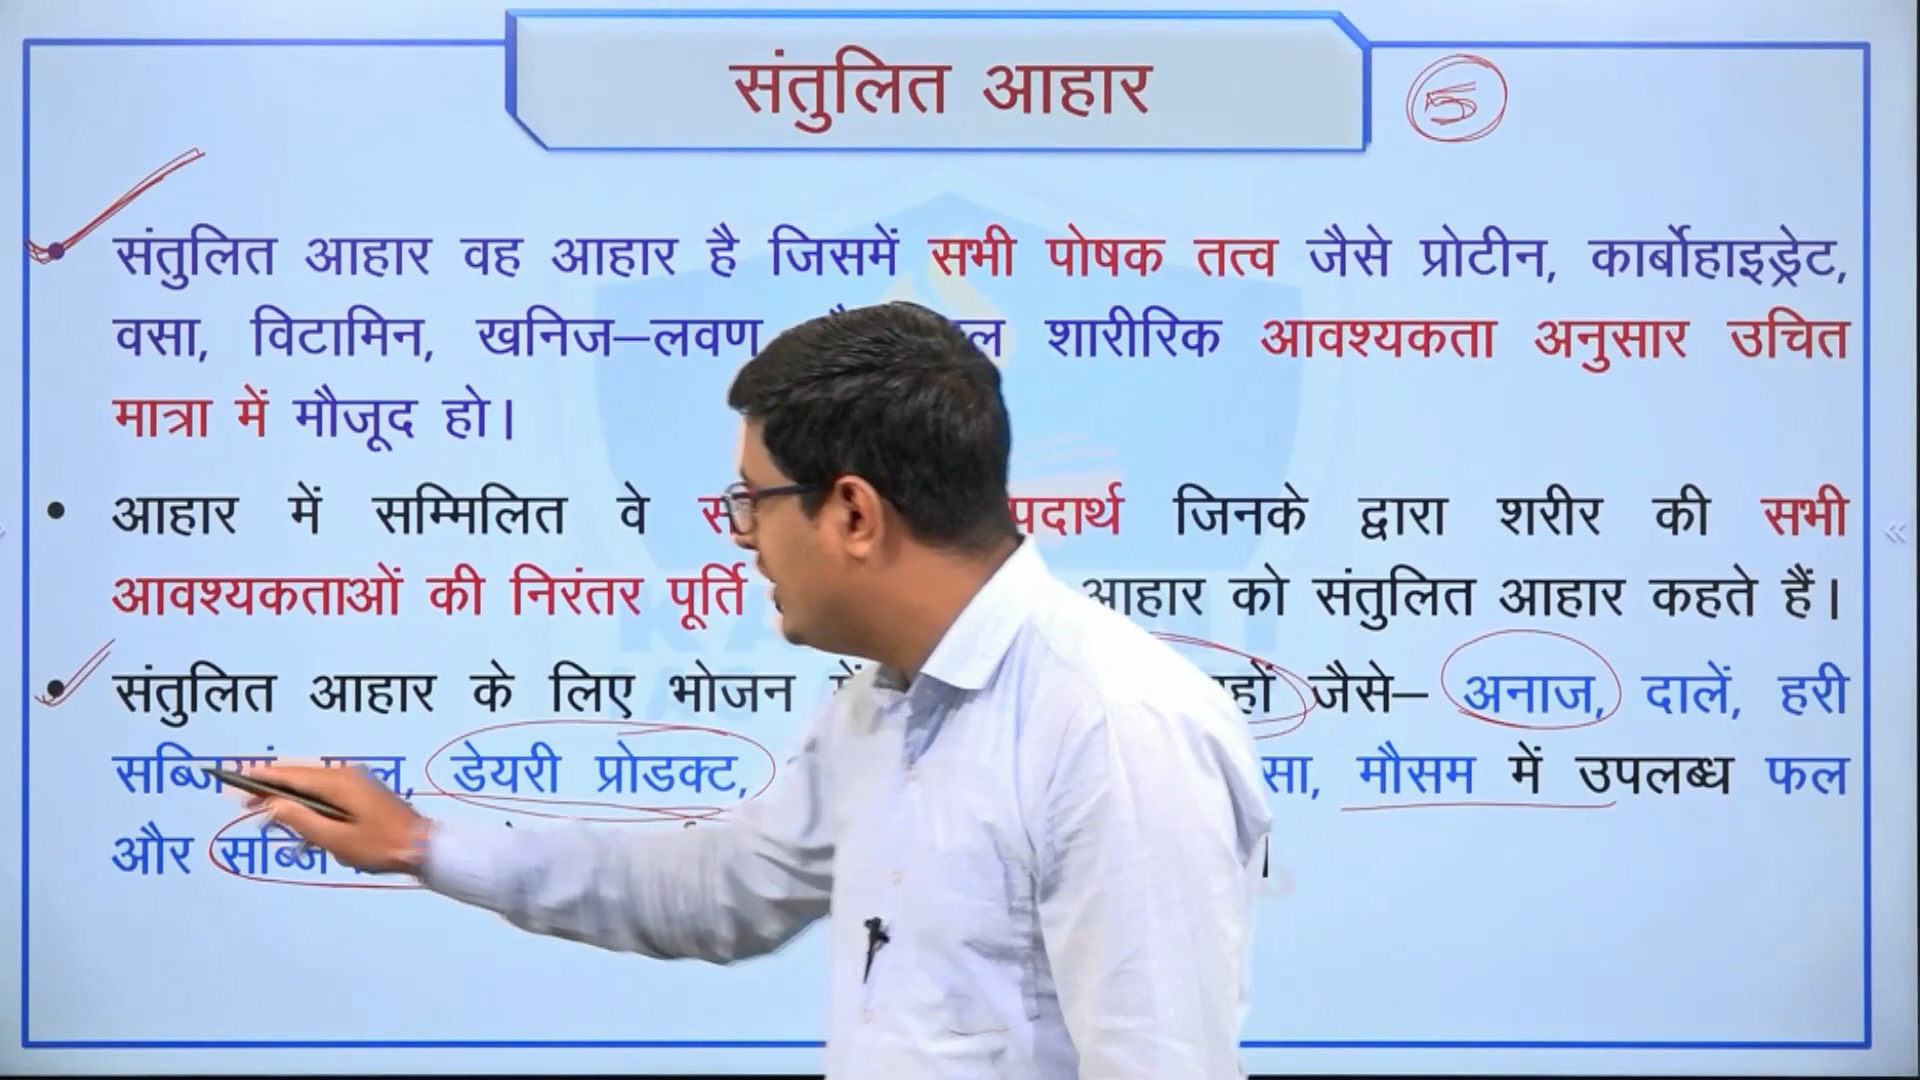 संतुलित आहार
5
संतुलित आहार वह आहार है जिसमें सभी पोषक तत्व जैसे प्रोटीन, कार्बोहाइड्रेट,
वसा, विटामिन, खनिज–लवण शारीरिक आवश्यकता अनुसार उचित
मात्रा में मौजूद हो।
• आहार में सम्मिलित वे पदार्थ जिनके द्वारा शरीर की सभी
आवश्यकताओं की निरंतर पूर्ति आहार को संतुलित आहार कहते हैं।
• संतुलित आहार के लिए भोजन जैसे– अनाज, दालें, हरी
सब्जियां डेयरी प्रोडक्ट, मौसम में उपलब्ध फल
और